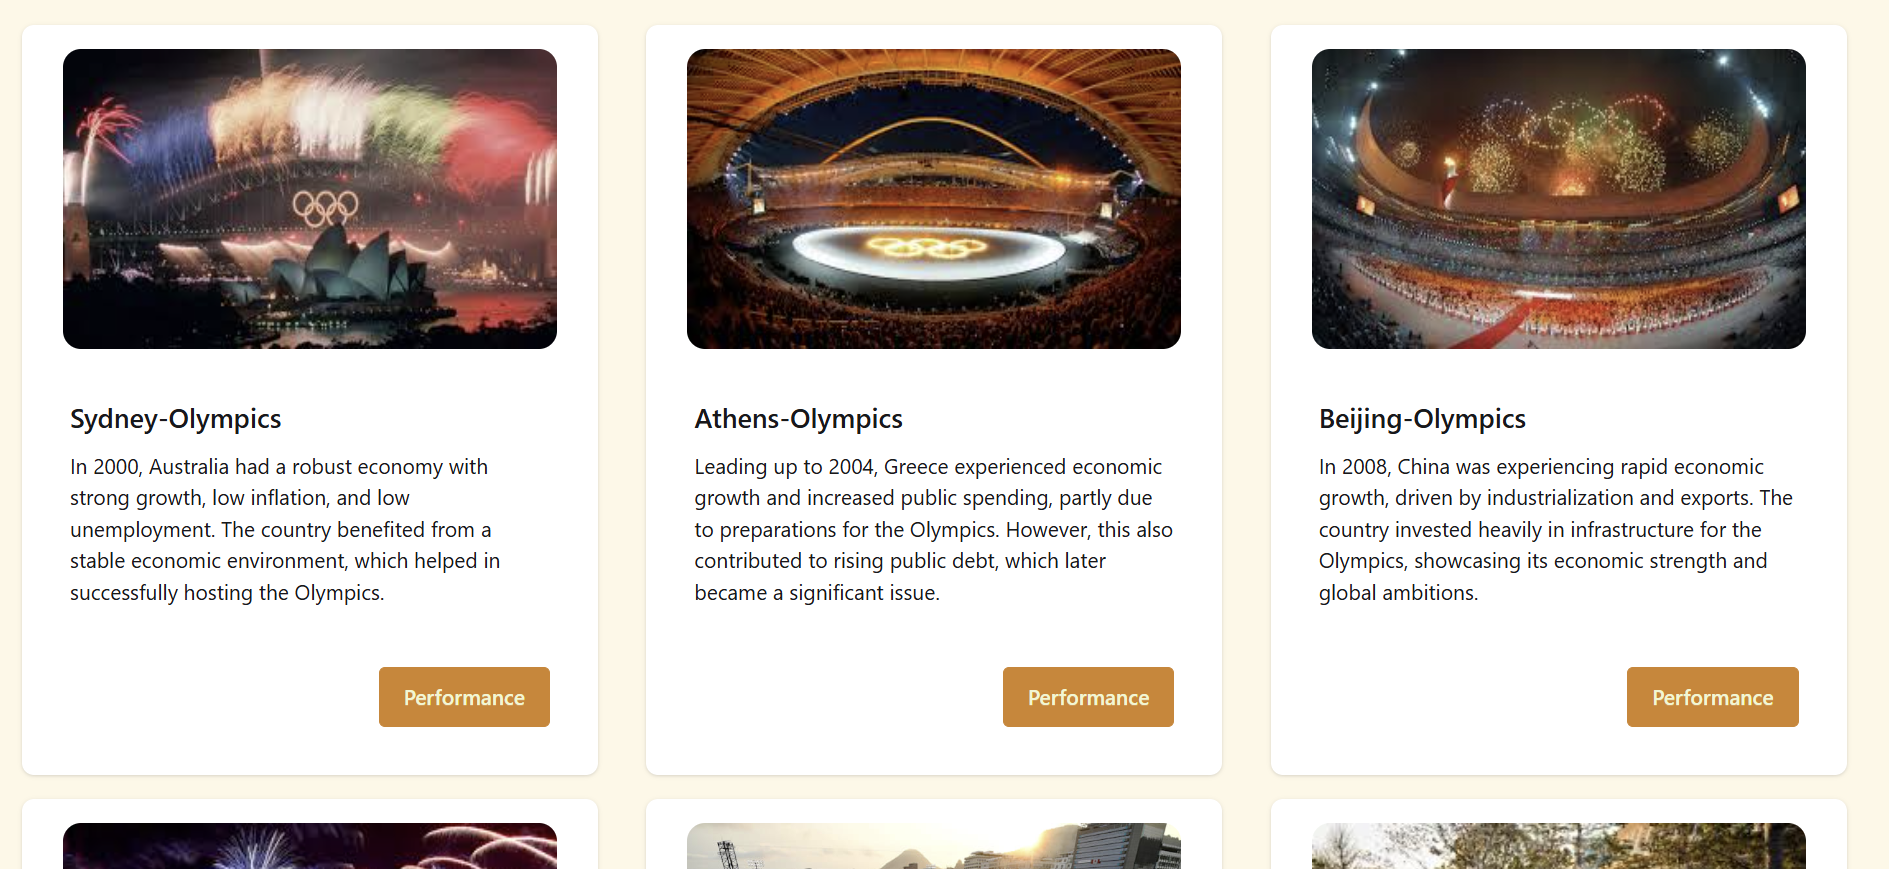 Sydney-Olympics
In 2000, Australia had a robust economy with
strong growth, low inflation, and low
unemployment. The country benefited from a
stable economic environment, which helped in
successfully hosting the Olympics.
Performance
Athens-Olympics
Leading up to 2004, Greece experienced economic
growth and increased public spending, partly due
to preparations for the Olympics. However, this also
contributed to rising public debt, which later
became a significant issue.
Performance
Beijing-Olympics
In 2008, China was experiencing rapid economic
growth, driven by industrialization and exports. The
country invested heavily in infrastructure for the
Olympics, showcasing its economic strength and
global ambitions.
Performance